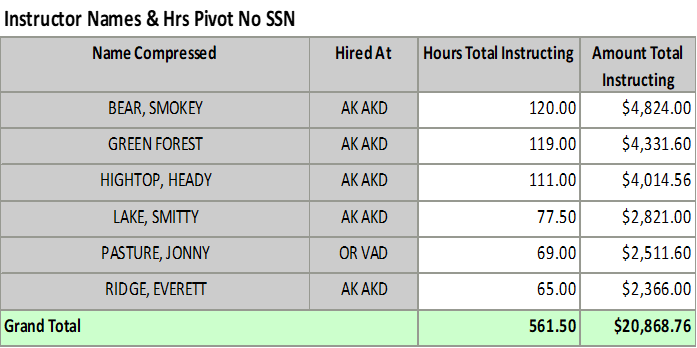 Instructor Names & Hrs Pivot No SSN
Name Compressed Hired At Hours Total Instructing Amount Total Instructing
BEAR, SMOKEY AK AKD 120.00 $4,824.00
GREEN FOREST AK AKD 119.00 $4,331.60
HIGHTOP, HEADY AK AKD 111.00 $4,014.56
LAKE, SMITTY AK AKD 77.50 $2,821.00
PASTURE, JONNY OR VAD 69.00 $2,511.60
RIDGE, EVERETT AK AKD 65.00 $2,366.00
Grand Total 561.50 $20,868.76